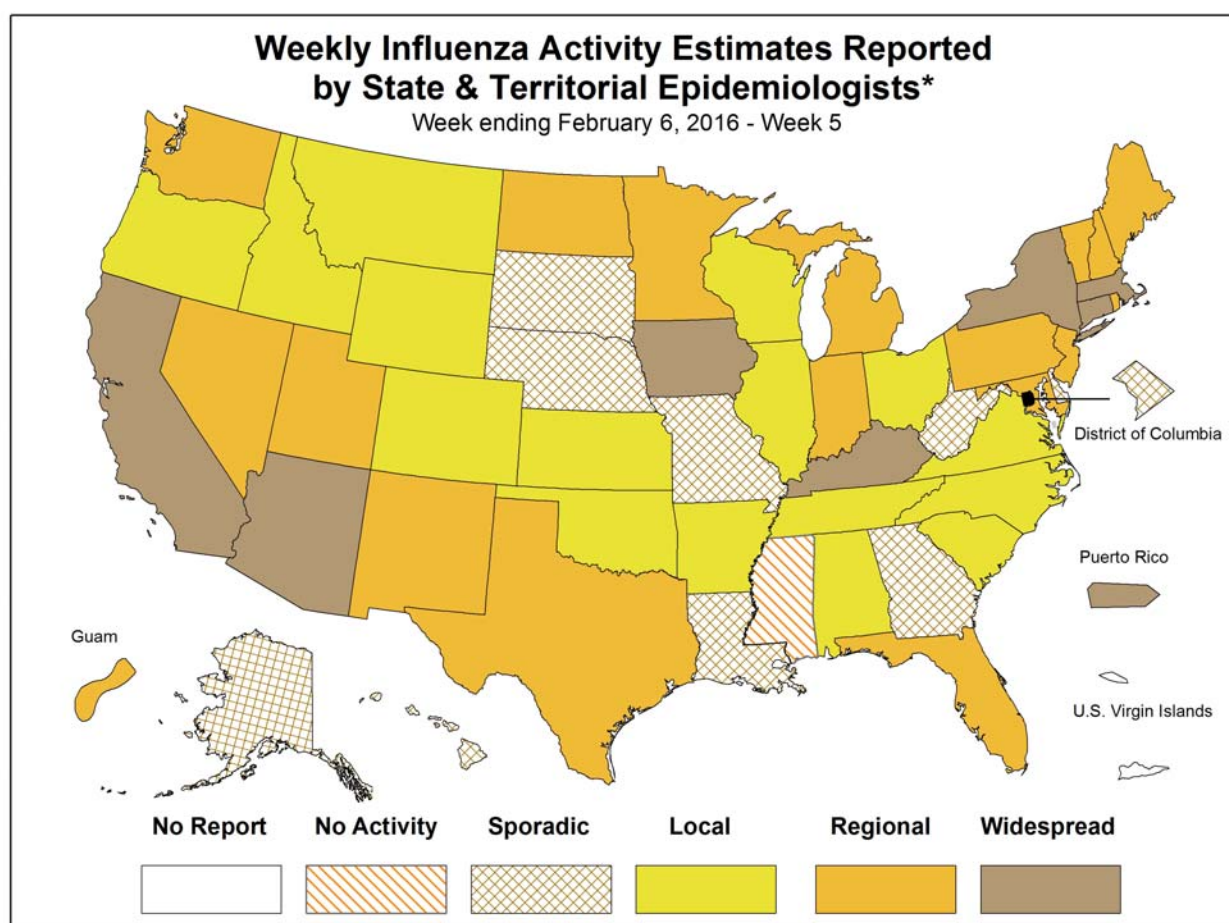 Weekly Influenza Activity Estimates Reported
by State & Territorial Epidemiologists*
Week ending February 6, 2016 - Week 5
District of Columbia
Puerto Rico
Guam
U.S. Virgin Islands
No Report No Activity Sporadic Local Regional Widespread